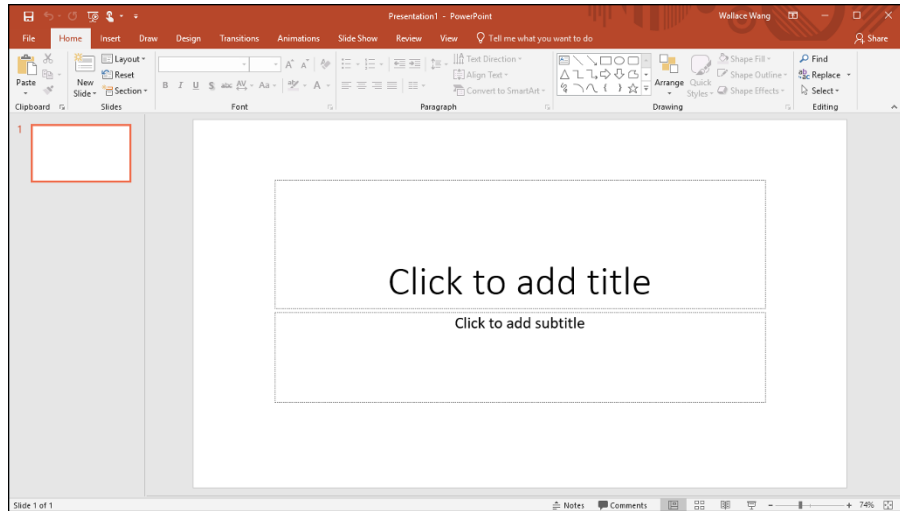 Presentation1 - PowerPoint
Wallace Wang
File Home Insert Draw Design Transitions Animations Slide Show Review View Tell me what you want to do
Share
Paste
New Slide
Layout
Reset
Section
B I U S abc AV Aa A
A A
Text Direction
Align Text
Convert to SmartArt
Arrange
Quick Styles
Shape Fill
Shape Outline
Shape Effects
Find
Replace
Select
Clipboard Slides Font Paragraph Drawing Editing
1
Click to add title
Click to add subtitle
Slide 1 of 1
Notes Comments
- + 74%